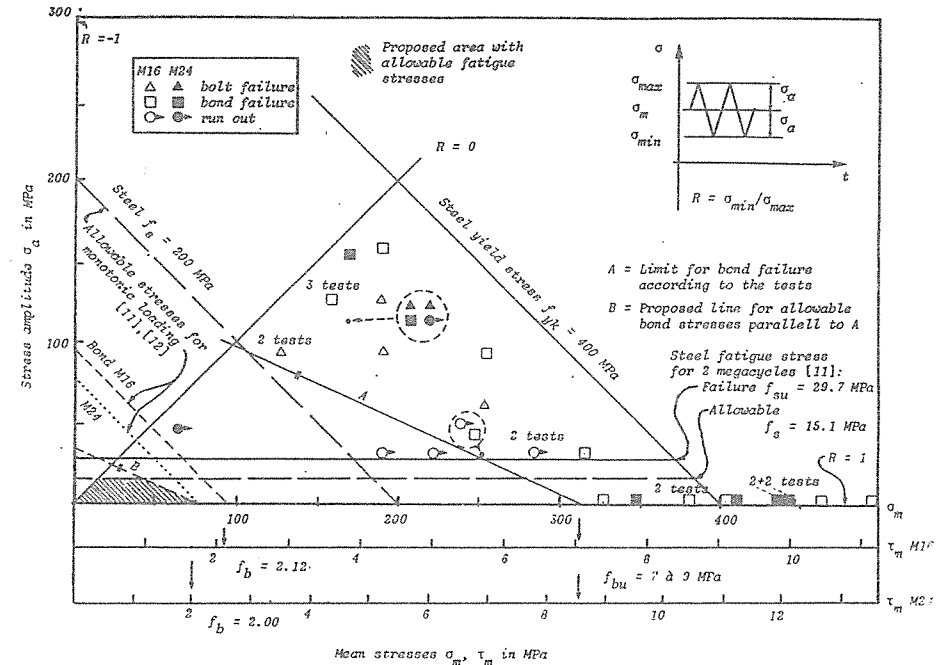 300
R = -1
M16 M24
bolt failure
bond failure
run out
Proposed area with
allowable fatigue
stresses
σ
σmax
σm
σmin
σa
σa
t
R = σmin/σmax
R = 0
200
Steel fs = 200 MPa
Allowable stresses for
monotonic loading
[11],[12]
Steel yield stress fyk = 400 MPa
Stress amplitude σa in MPa
3 tests
A = Limit for bond failure
according to the tests
B = Proposed line for allowable
bond stresses parallell to A
2 tests
100
Bond M16
M24
A
Steel fatigue stress
for 2 megacycles [11]:
Failure fsu = 29.7 MPa
Allowable
fs = 15.1 MPa
2 tests
B
R = 1
2 tests
2+2 tests
100 200 300 400 σm
2 4 6 8 10 τm M16
fb = 2.12
fbu = 7 à 9 MPa
2 4 6 8 10 12 τm M24
fb = 2.00
Mean stresses σm, τm in MPa